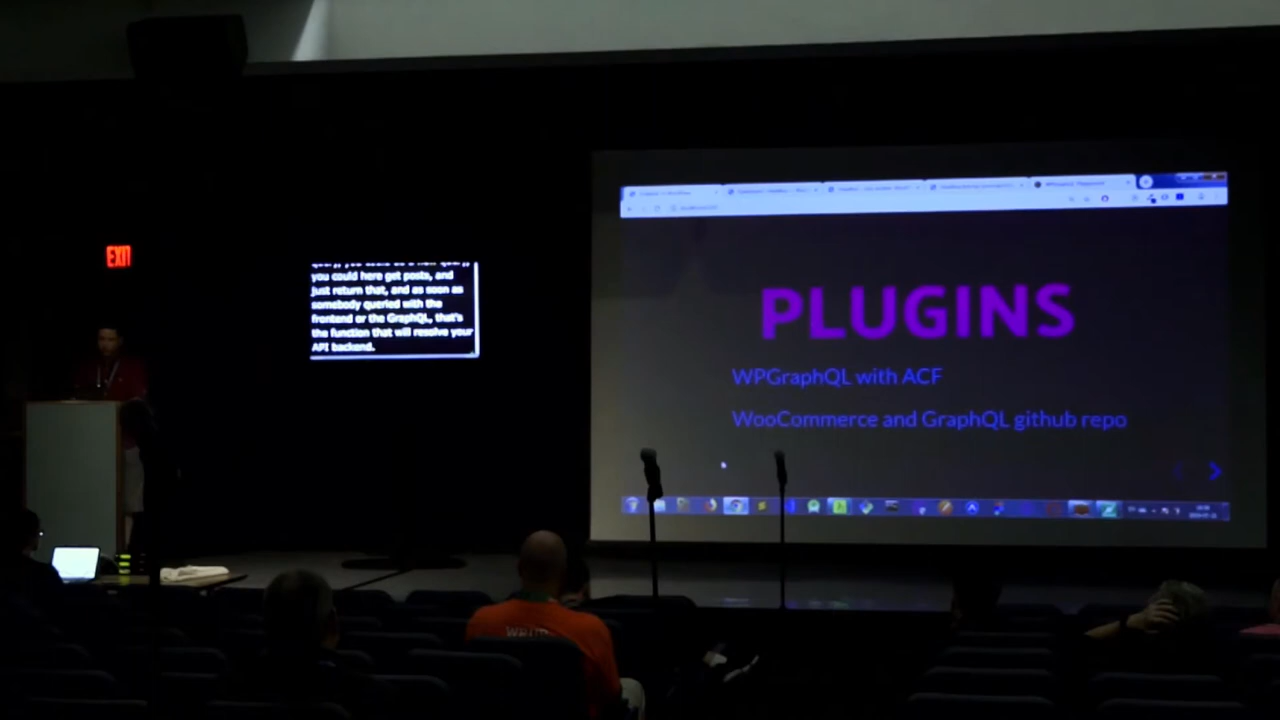 EXIT
you could here get posts, and
just return that, and as soon as
somebody queried with the
frontend or the GraphQL, that's
the function that will resolve your
API backend.
PLUGINS
WPGraphQL with ACF
WooCommerce and GraphQL github repo